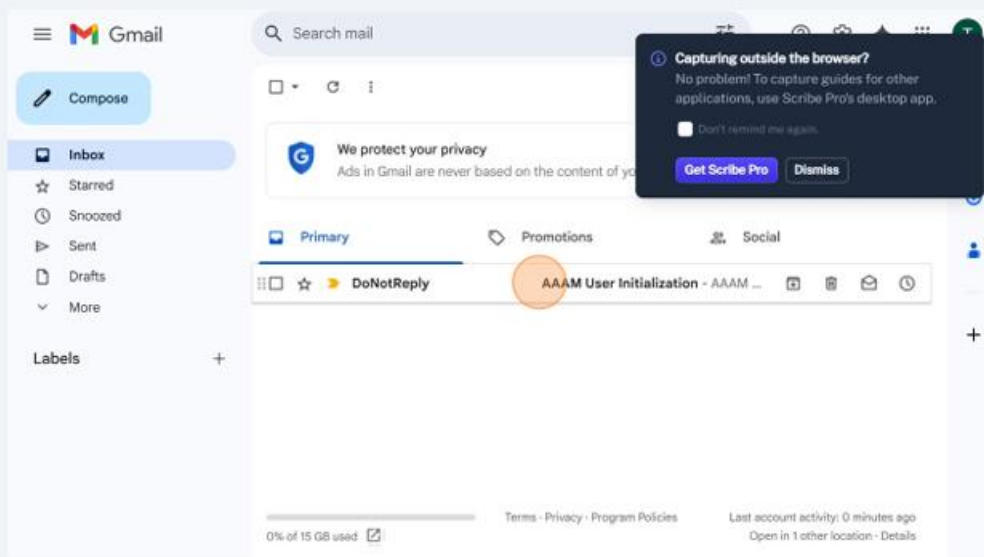 Gmail
Search mail
Compose
Capturing outside the browser?
No problem! To capture guides for other
applications, use Scribe Pro's desktop app.
Don't remind me again.
Get Scribe Pro
Dismiss
Inbox
Starred
Snoozed
Sent
Drafts
More
Labels
We protect your privacy
Ads in Gmail are never based on the content of
Primary
Promotions
Social
DoNotReply
AAAM User Initialization - AAAM ...
0% of 15 GB used
Terms · Privacy · Program Policies
Last account activity: 0 minutes ago
Open in 1 other location · Details